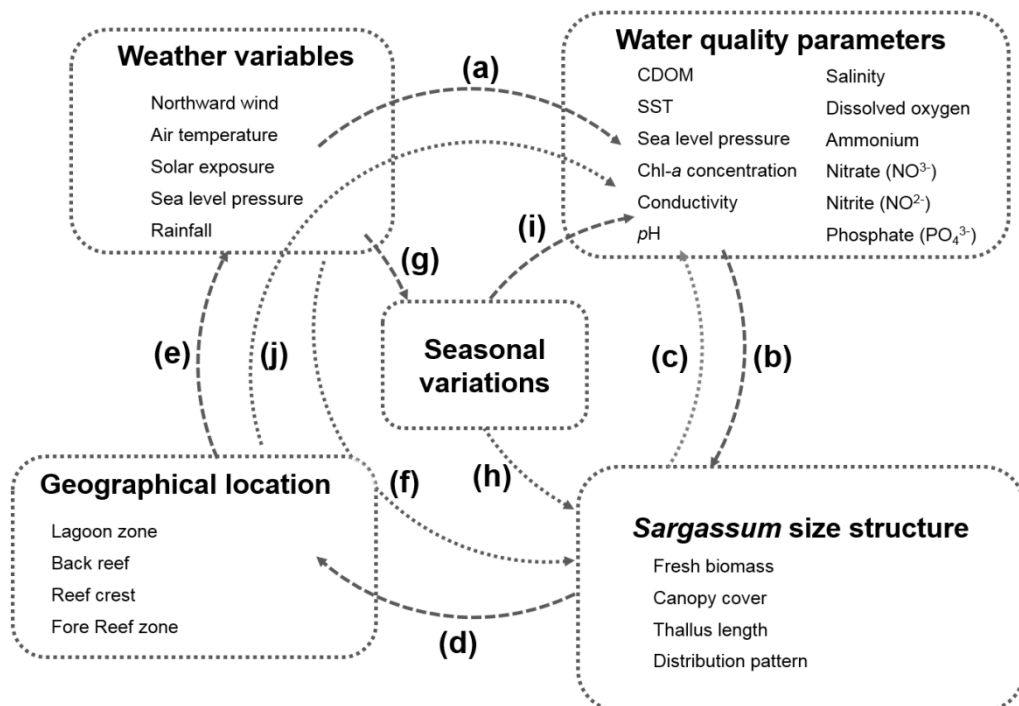 Weather variables
Northward wind
Air temperature
Solar exposure
Sea level pressure
Rainfall
(a)
Water quality parameters
CDOM
SST
Sea level pressure
Chl-a concentration
Conductivity
pH
Salinity
Dissolved oxygen
Ammonium
Nitrate (NO³⁻)
Nitrite (NO²⁻)
Phosphate (PO₄³⁻)
(i)
(g)
Seasonal
variations
(e)
(j)
(c)
(b)
(f)
(h)
Geographical location
Lagoon zone
Back reef
Reef crest
Fore Reef zone
(d)
Sargassum size structure
Fresh biomass
Canopy cover
Thallus length
Distribution pattern